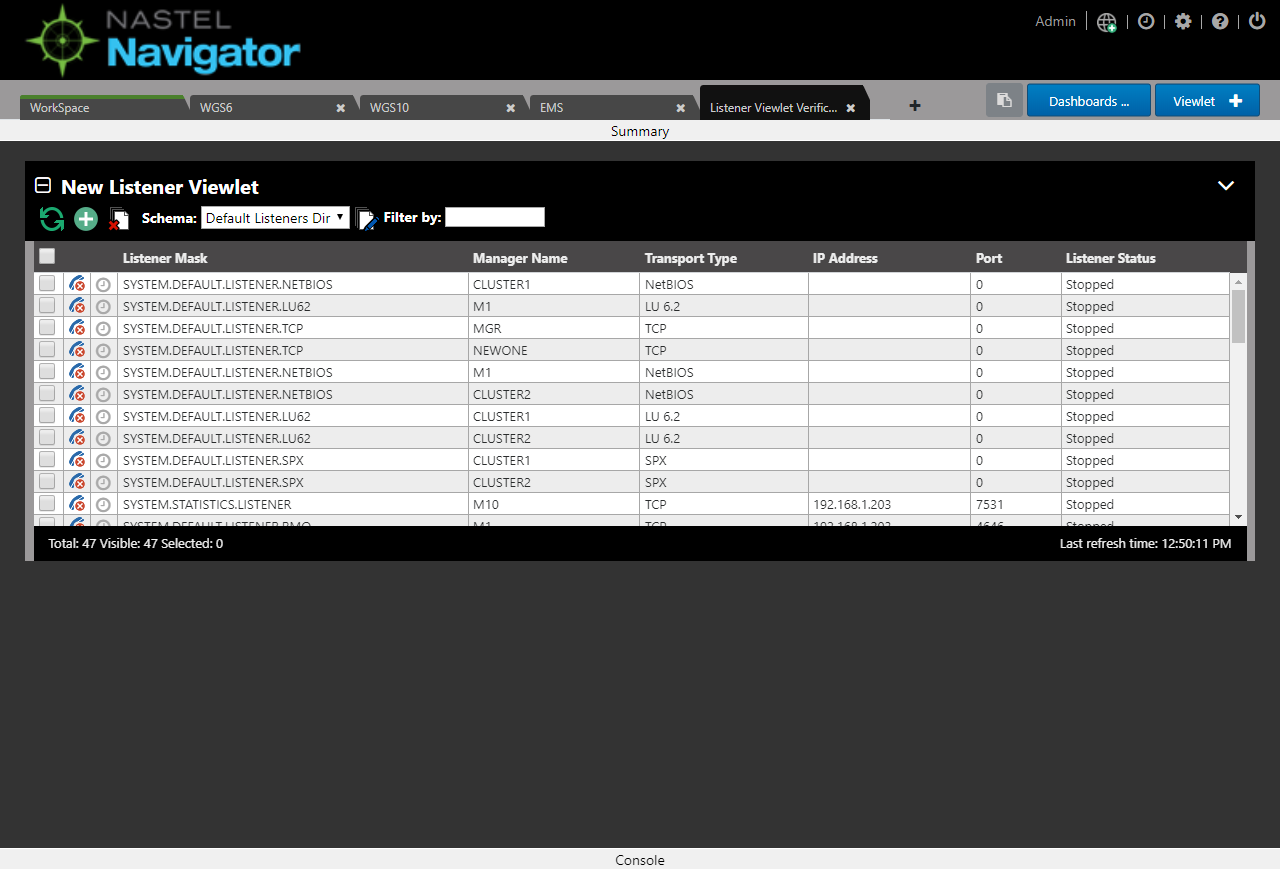 NASTEL
Navigator
Admin
WorkSpace
WGS6
WGS10
EMS
Listener Viewlet Verific...
Dashboards ...
Viewlet
Summary
New Listener Viewlet
Schema: Default Listeners Dir Filter by:
Listener Mask Manager Name Transport Type IP Address Port Listener Status
SYSTEM.DEFAULT.LISTENER.NETBIOS CLUSTER1 NetBIOS 0 Stopped
SYSTEM.DEFAULT.LISTENER.LU62 M1 LU 6.2 0 Stopped
SYSTEM.DEFAULT.LISTENER.TCP MGR TCP 0 Stopped
SYSTEM.DEFAULT.LISTENER.TCP NEWONE TCP 0 Stopped
SYSTEM.DEFAULT.LISTENER.NETBIOS M1 NetBIOS 0 Stopped
SYSTEM.DEFAULT.LISTENER.NETBIOS CLUSTER2 NetBIOS 0 Stopped
SYSTEM.DEFAULT.LISTENER.LU62 CLUSTER1 LU 6.2 0 Stopped
SYSTEM.DEFAULT.LISTENER.LU62 CLUSTER2 LU 6.2 0 Stopped
SYSTEM.DEFAULT.LISTENER.SPX CLUSTER1 SPX 0 Stopped
SYSTEM.DEFAULT.LISTENER.SPX CLUSTER2 SPX 0 Stopped
SYSTEM.STATISTICS.LISTENER M10 TCP 192.168.1.203 7531 Stopped
M1 TCP Stopped
Total: 47 Visible: 47 Selected: 0
Last refresh time: 12:50:11 PM
Console